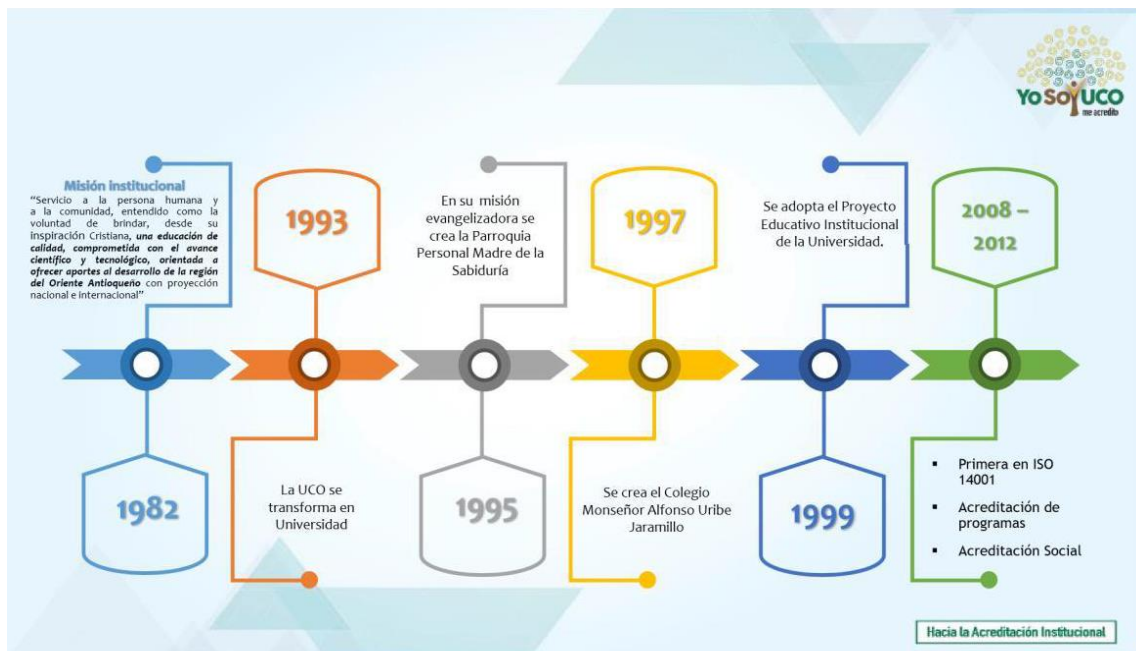 YoSoyUCO
me acredito
Misión institucional
“Servicio a la persona humana y
a la comunidad, entendido como la
voluntad de brindar, desde su
inspiración Cristiana, una educación de
calidad, comprometida con el avance
científico y tecnológico, orientada a
ofrecer aportes al desarrollo de la región
del Oriente Antioqueño con proyección
nacional e internacional”
1982
1993
La UCO se
transforma en
Universidad
En su misión
evangelizadora se
crea la Parroquia
Personal Madre de la
Sabiduría
1995
1997
Se crea el Colegio
Monseñor Alfonso Uribe
Jaramillo
Se adopta el Proyecto
Educativo Institucional
de la Universidad.
1999
2008 –
2012
▪ Primera en ISO
14001
▪ Acreditación de
programas
▪ Acreditación Social
Hacia la Acreditación Institucional